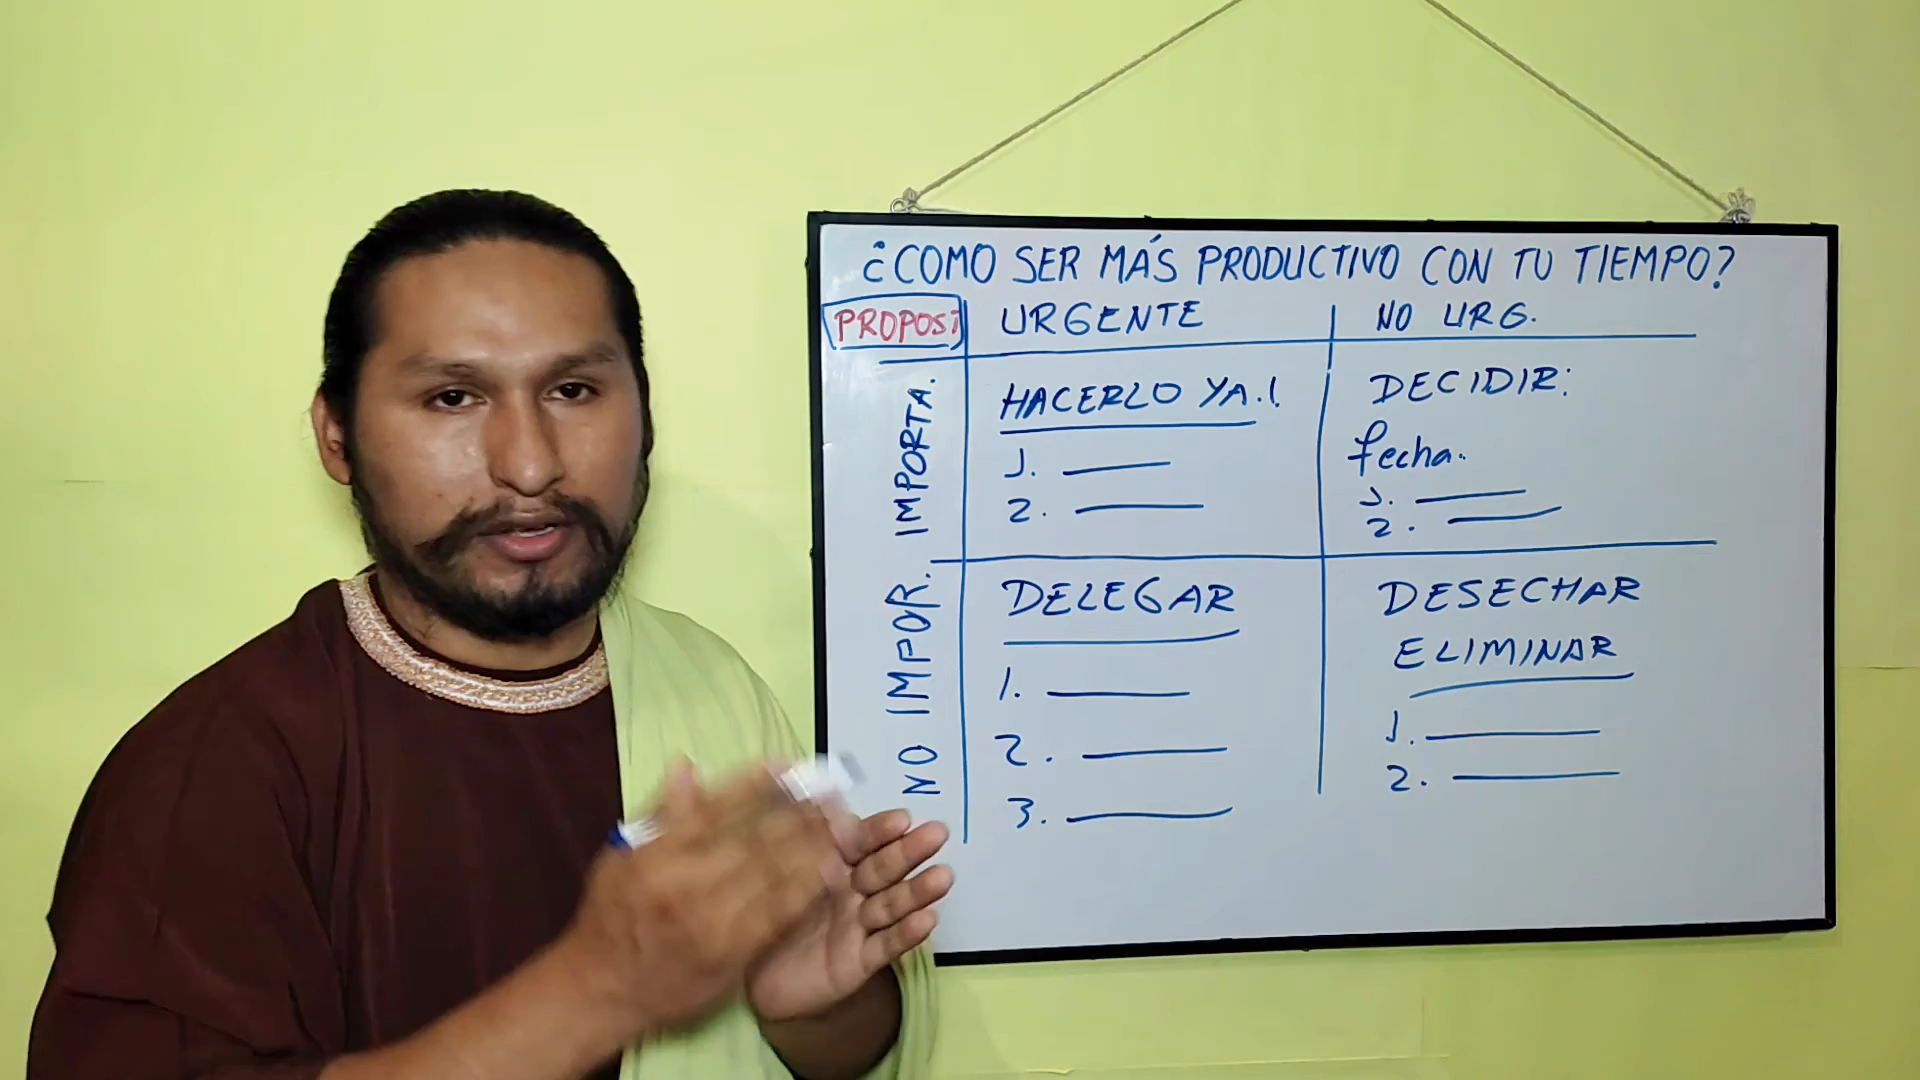 ¿COMO SER MÁS PRODUCTIVO CON TU TIEMPO?
PROPOSI
URGENTE
NO URG.
IMPORTA.
HACERLO YA.!
1.
2.
DECIDIR:
fecha.
1.
2.
NO IMPOR.
DELEGAR
1.
2.
3.
DESECHAR
ELIMINAR
1.
2.